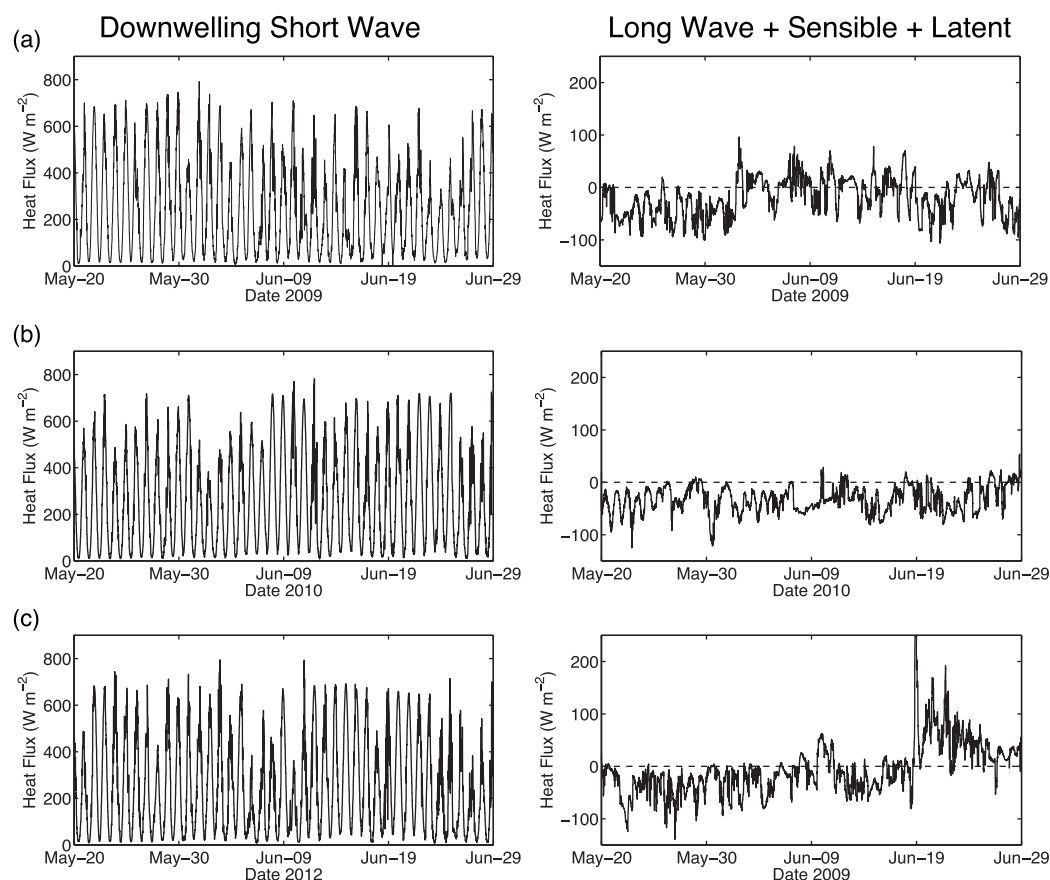 Downwelling Short Wave
Long Wave + Sensible + Latent
(a)
Heat Flux (W m−2)
800
600
400
200
0
May−20
May−30
Jun−09
Jun−19
Jun−29
Date 2009
Heat Flux (W m−2)
200
100
0
−100
May−20
May−30
Jun−09
Jun−19
Jun−29
Date 2009
(b)
Heat Flux (W m−2)
800
600
400
200
0
May−20
May−30
Jun−09
Jun−19
Jun−29
Date 2010
Heat Flux (W m−2)
200
100
0
−100
May−20
May−30
Jun−09
Jun−19
Jun−29
Date 2010
(c)
Heat Flux (W m−2)
800
600
400
200
0
May−20
May−30
Jun−09
Jun−19
Jun−29
Date 2012
Heat Flux (W m−2)
200
100
0
−100
May−20
May−30
Jun−09
Jun−19
Jun−29
Date 2009